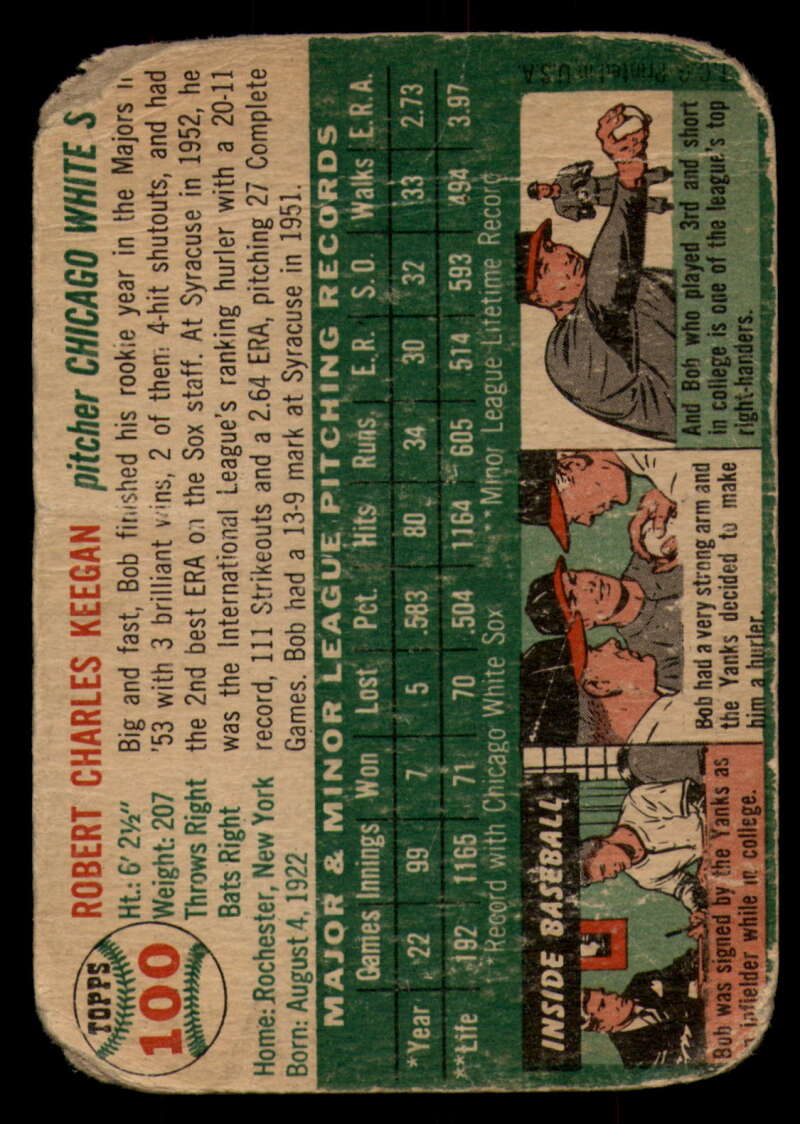 TOPPS
100
ROBERT CHARLES KEEGAN pitcher CHICAGO WHITE S
Ht.: 6' 2½"
Weight: 207
Throws Right
Bats Right
Home: Rochester, New York
Born: August 4, 1922
Big and fast, Bob finished his rookie year in the Majors in
'53 with 3 brilliant wins, 2 of them 4-hit shutouts, and had
the 2nd best ERA on the Sox staff. At Syracuse in 1952, he
was the International League's ranking hurler with a 20-11
record, 111 Strikeouts and a 2.64 ERA, pitching 27 Complete
Games. Bob had a 13-9 mark at Syracuse in 1951.
MAJOR & MINOR LEAGUE PITCHING RECORDS
Games Innings Won Lost Pct. Hits Runs E.R. S.O. Walks E.R.A.
*Year 22 99 7 5 .583 80 34 30 32 33 2.73
**Life 192 1165 71 70 .504 1164 605 514 593 494 3.97
*Record with Chicago White Sox **Minor League Lifetime Record
INSIDE BASEBALL
Bob was signed by the Yanks as
infielder while in college.
Bob had a very strong arm and
the Yanks decided to make
him a hurler.
And Bob who played 3rd and short
in college is one of the league's top
right-handers.
T.C.G. Printed in U.S.A.